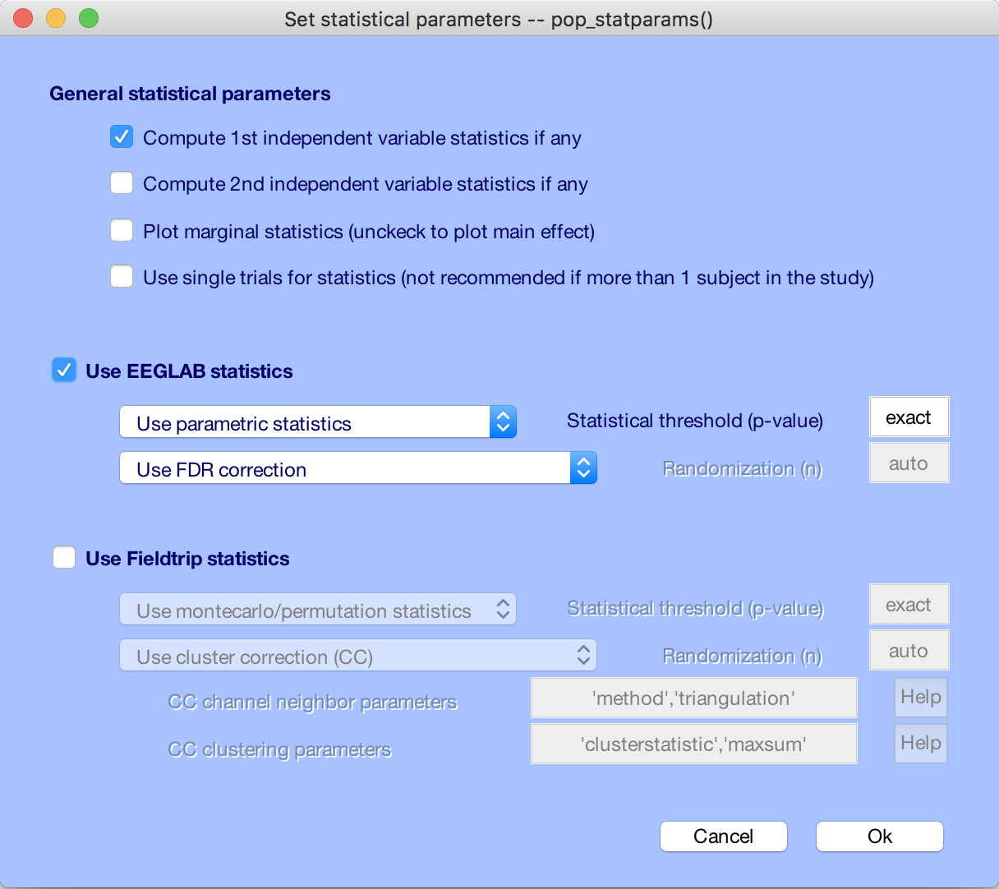 Set statistical parameters -- pop_statparams()
General statistical parameters
Compute 1st independent variable statistics if any
Compute 2nd independent variable statistics if any
Plot marginal statistics (unckeck to plot main effect)
Use single trials for statistics (not recommended if more than 1 subject in the study)
Use EEGLAB statistics
Use parametric statistics Statistical threshold (p-value) exact
Use FDR correction Randomization (n) auto
Use Fieldtrip statistics
Use montecarlo/permutation statistics Statistical threshold (p-value) exact
Use cluster correction (CC) Randomization (n) auto
CC channel neighbor parameters 'method','triangulation' Help
CC clustering parameters 'clusterstatistic','maxsum' Help
Cancel Ok